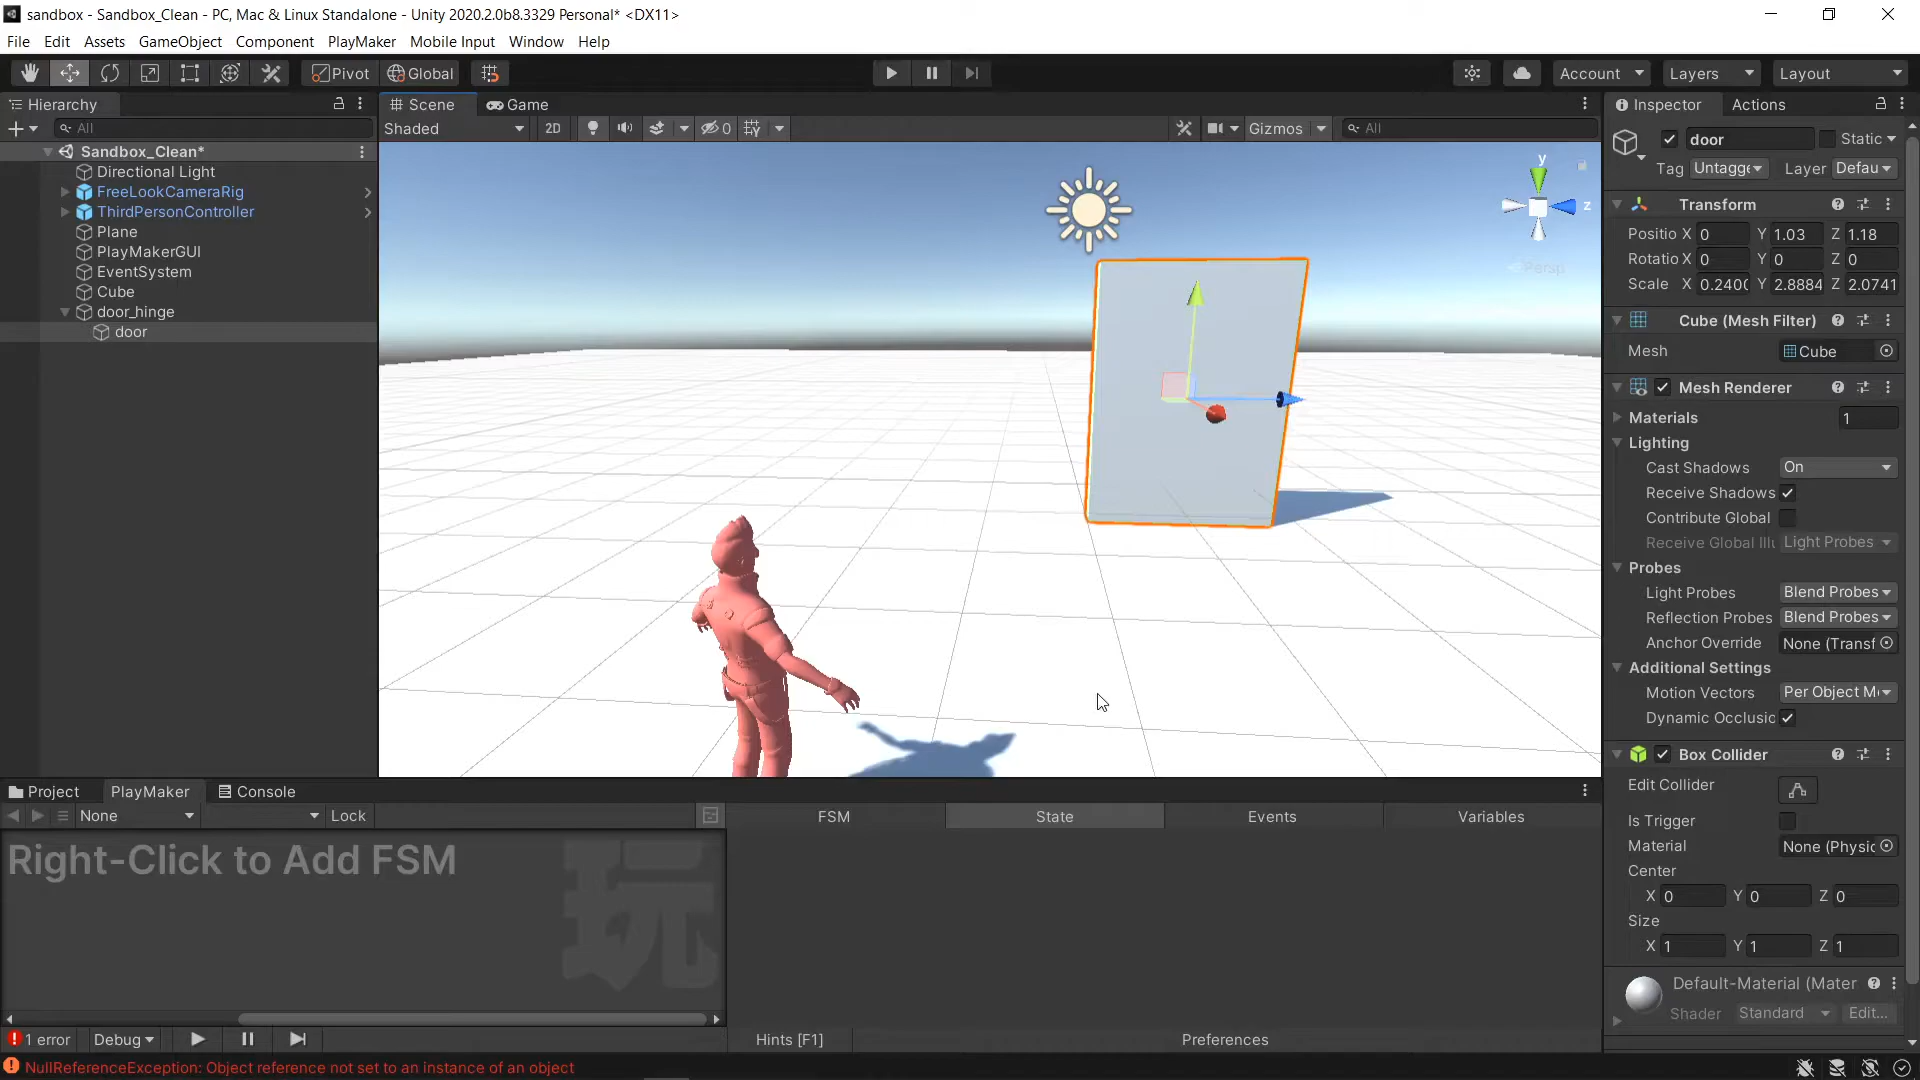 sandbox - Sandbox_Clean - PC, Mac & Linux Standalone - Unity 2020.2.0b8.3329 Personal* <DX11>
File Edit Assets GameObject Component PlayMaker Mobile Input Window Help
Pivot Global Account Layers Layout
Hierarchy
All
Sandbox_Clean*
Directional Light
FreeLookCameraRig
ThirdPersonController
Plane
PlayMakerGUI
EventSystem
Cube
door_hinge
door
Scene Game
Shaded 2D 0 Gizmos All
y
z
Persp
Inspector Actions
door Static
Tag Untagge Layer Defau
Transform
Positio X 0 Y 1.03 Z 1.18
Rotatio X 0 Y 0 Z 0
Scale X 0.240 Y 2.8884 Z 2.0741
Cube (Mesh Filter)
Mesh Cube
Mesh Renderer
Materials 1
Lighting
Cast Shadows On
Receive Shadows
Contribute Global
Receive Global Illu Light Probes
Probes
Light Probes Blend Probes
Reflection Probes Blend Probes
Anchor Override None (Transf
Additional Settings
Motion Vectors Per Object M
Dynamic Occlusic
Box Collider
Edit Collider
Is Trigger
Material None (Physic
Center
X 0 Y 0 Z 0
Size
X 1 Y 1 Z 1
Default-Material (Mater
Shader Standard Edit...
Project PlayMaker Console
None Lock FSM State Events Variables
Right-Click to Add FSM
玩
1 error Debug Hints [F1] Preferences
NullReferenceException: Object reference not set to an instance of an object